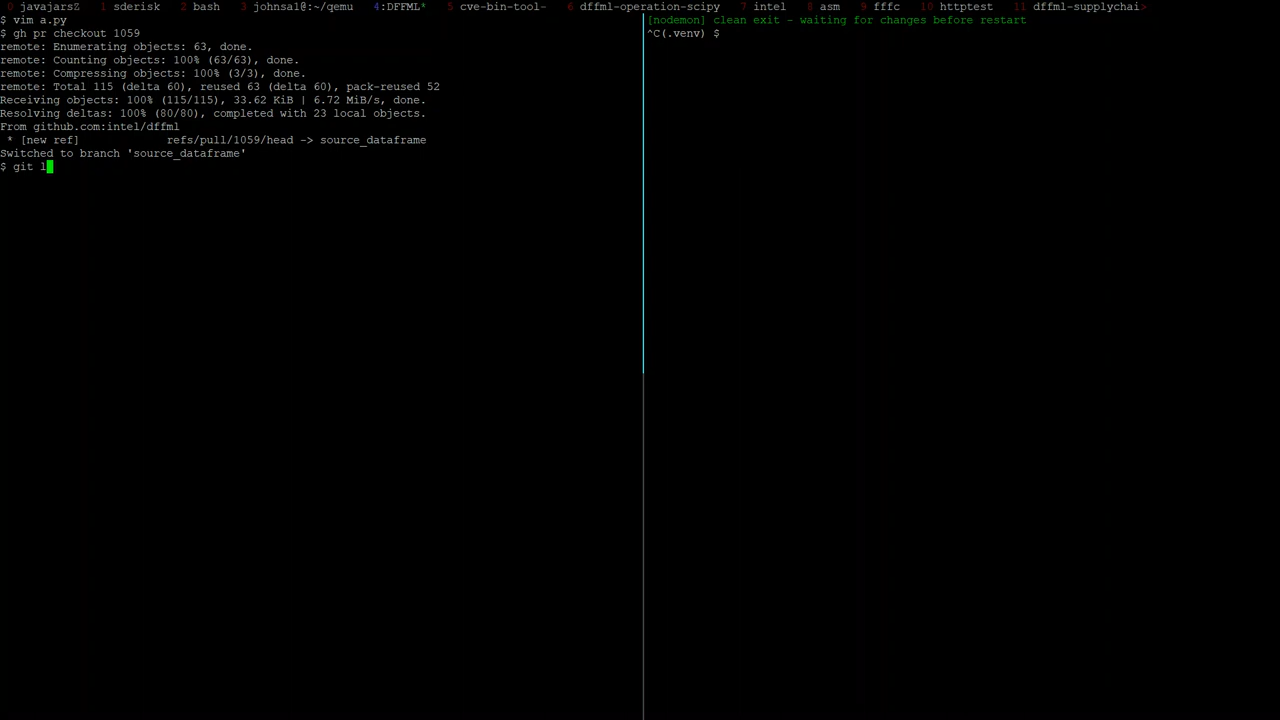 0 javajarsZ 1 sderisk 2 bash 3 johnsal@:~/qemu 4:DFFML* 5 cve-bin-tool- 6 dffml-operation-scipy 7 intel 8 asm 9 fffc 10 httptest 11 dffml-supplychai>
$ vim a.py
$ gh pr checkout 1059
remote: Enumerating objects: 63, done.
remote: Counting objects: 100% (63/63), done.
remote: Compressing objects: 100% (3/3), done.
remote: Total 115 (delta 60), reused 63 (delta 60), pack-reused 52
Receiving objects: 100% (115/115), 33.62 KiB | 6.72 MiB/s, done.
Resolving deltas: 100% (80/80), completed with 23 local objects.
From github.com:intel/dffml
 * [new ref]             refs/pull/1059/head -> source_dataframe
Switched to branch 'source_dataframe'
$ git l
[nodemon] clean exit - waiting for changes before restart
^C(.venv) $